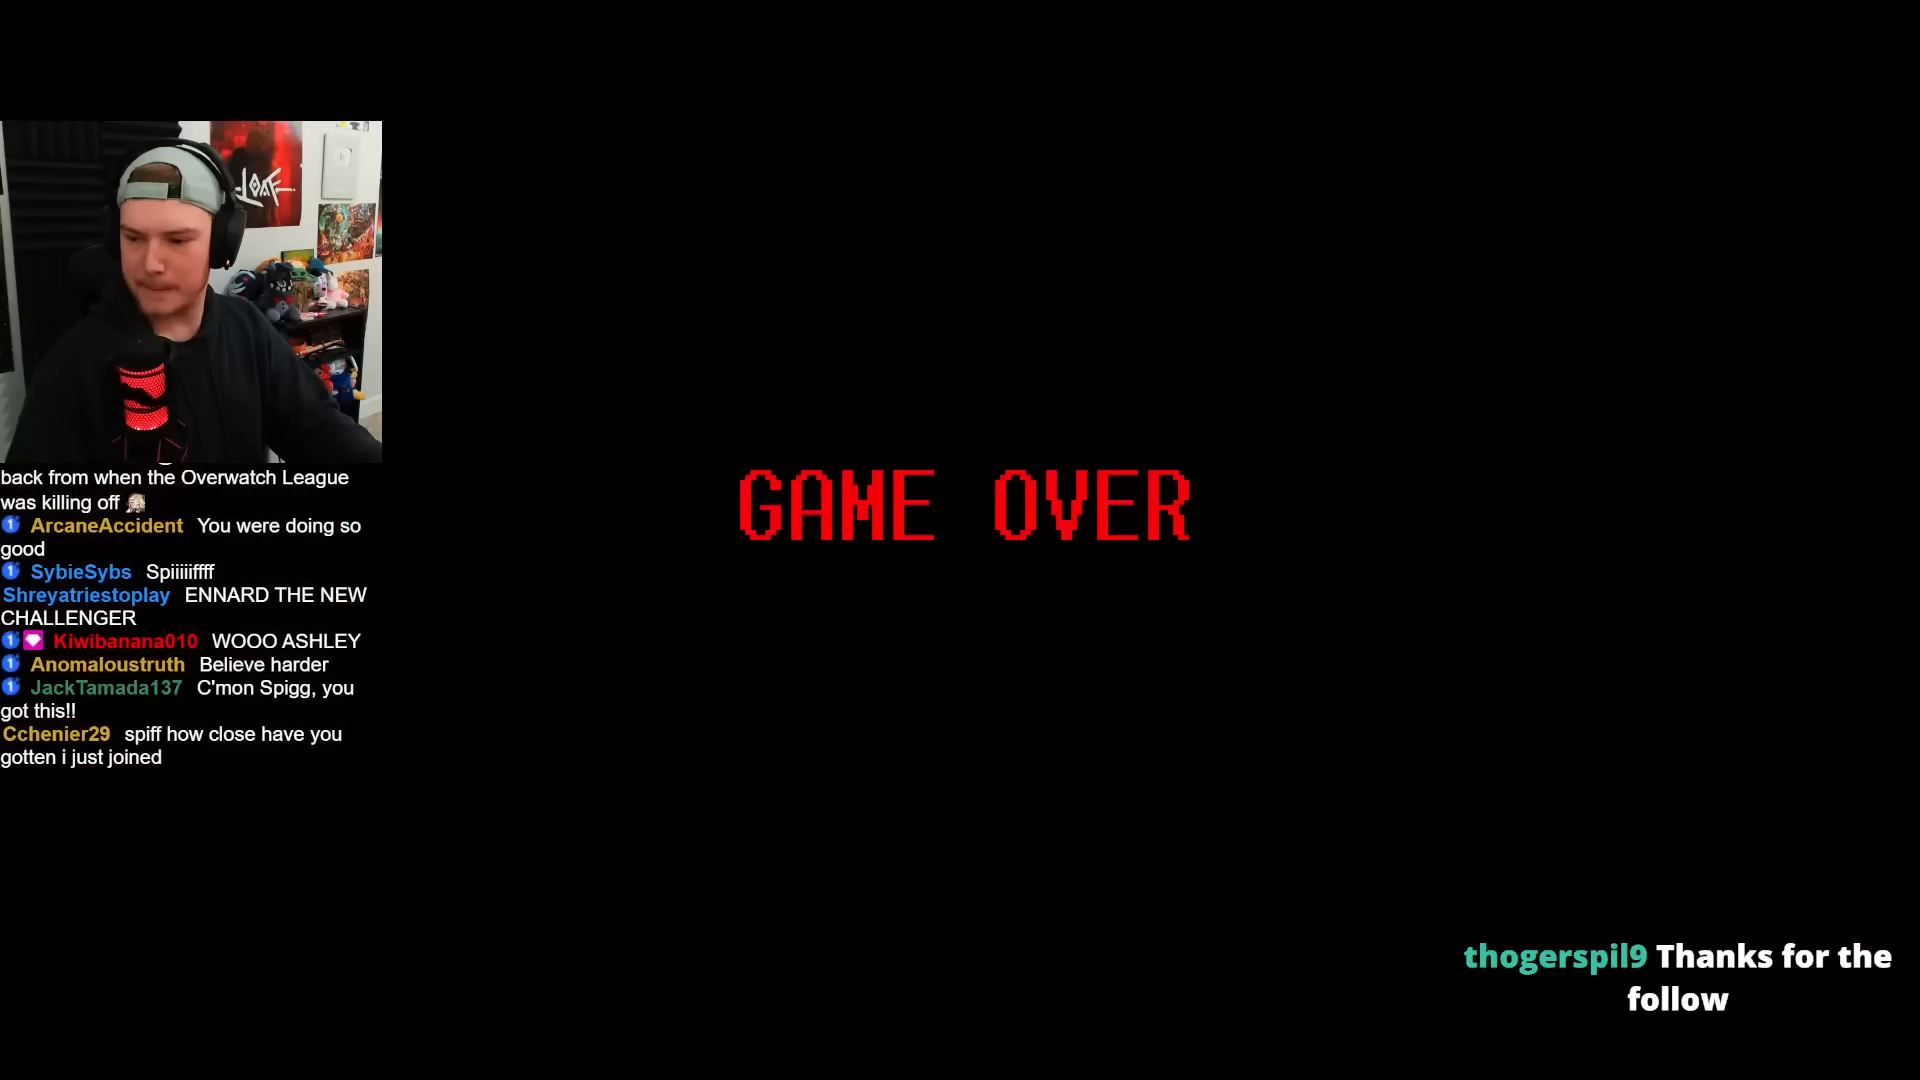 LOAF
back from when the Overwatch League
was killing off
ArcaneAccident You were doing so
good
SybieSybs Spiiiiiffff
Shreyatriestoplay ENNARD THE NEW
CHALLENGER
Kiwibanana010 WOOO ASHLEY
Anomaloustruth Believe harder
JackTamada137 C'mon Spigg, you
got this!!
Cchenier29 spiff how close have you
gotten i just joined
GAME OVER
thogerspil9 Thanks for the
follow